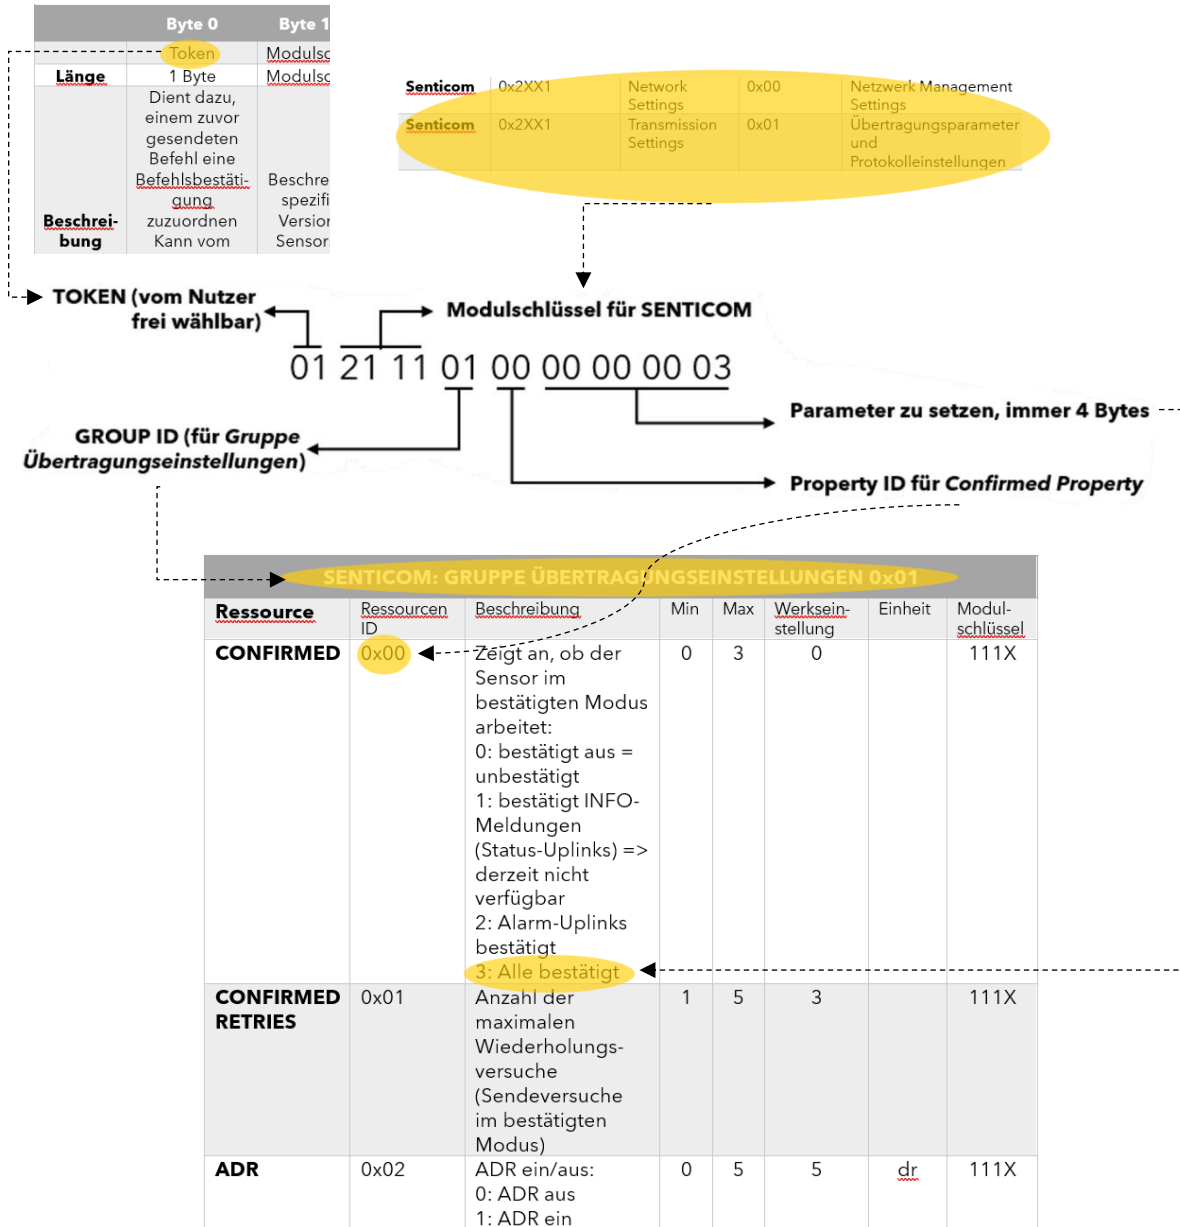 Byte 0 Byte 1
Token Modulsc
Länge 1 Byte Modulsc
Dient dazu,
einem zuvor
gesendeten
Befehl eine
Befehlsbestäti- Beschre
gung spezifi
Beschrei- zuzuordnen Version
bung Kann vom Sensor
Senticom 0x2XX1 Network 0x00 Netzwerk Management
Settings Settings
Senticom 0x2XX1 Transmission 0x01 Übertragungsparameter
Settings und
Protokolleinstellungen
TOKEN (vom Nutzer
frei wählbar)
Modulschlüssel für SENTICOM
01 21 11 01 00 00 00 00 03
Parameter zu setzen, immer 4 Bytes
GROUP ID (für Gruppe
Übertragungseinstellungen)
Property ID für Confirmed Property
SENTICOM: GRUPPE ÜBERTRAGUNGSEINSTELLUNGEN 0x01
Ressource Ressourcen Beschreibung Min Max Werksein- Einheit Modul-
ID stellung schlüssel
CONFIRMED 0x00 Zeigt an, ob der 0 3 0 111X
Sensor im
bestätigten Modus
arbeitet:
0: bestätigt aus =
unbestätigt
1: bestätigt INFO-
Meldungen
(Status-Uplinks) =>
derzeit nicht
verfügbar
2: Alarm-Uplinks
bestätigt
3: Alle bestätigt
CONFIRMED 0x01 Anzahl der 1 5 3 111X
RETRIES maximalen
Wiederholungs-
versuche
(Sendeversuche
im bestätigten
Modus)
ADR 0x02 ADR ein/aus: 0 5 5 dr 111X
0: ADR aus
1: ADR ein